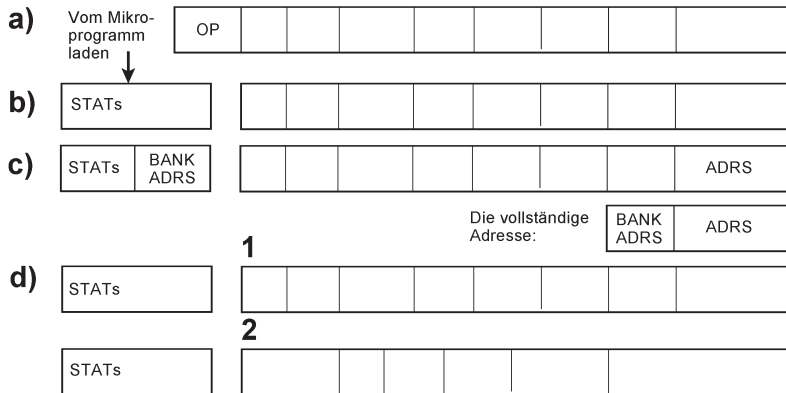 a)
Vom Mikro-
programm
laden
OP
b)
STATs
c)
STATs
BANK
ADRS
ADRS
Die vollständige
Adresse:
BANK
ADRS
ADRS
1
d)
STATs
2
STATs